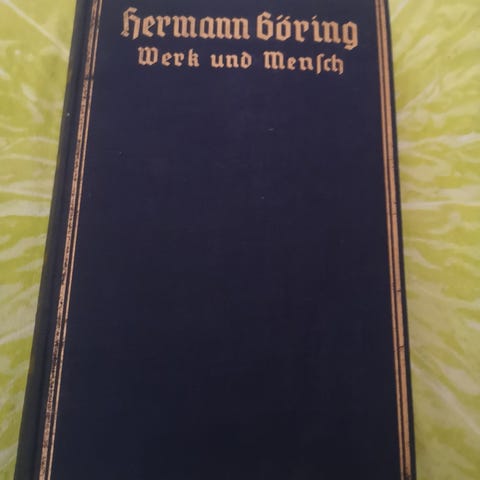 Hermann Göring
Werk und Menſch